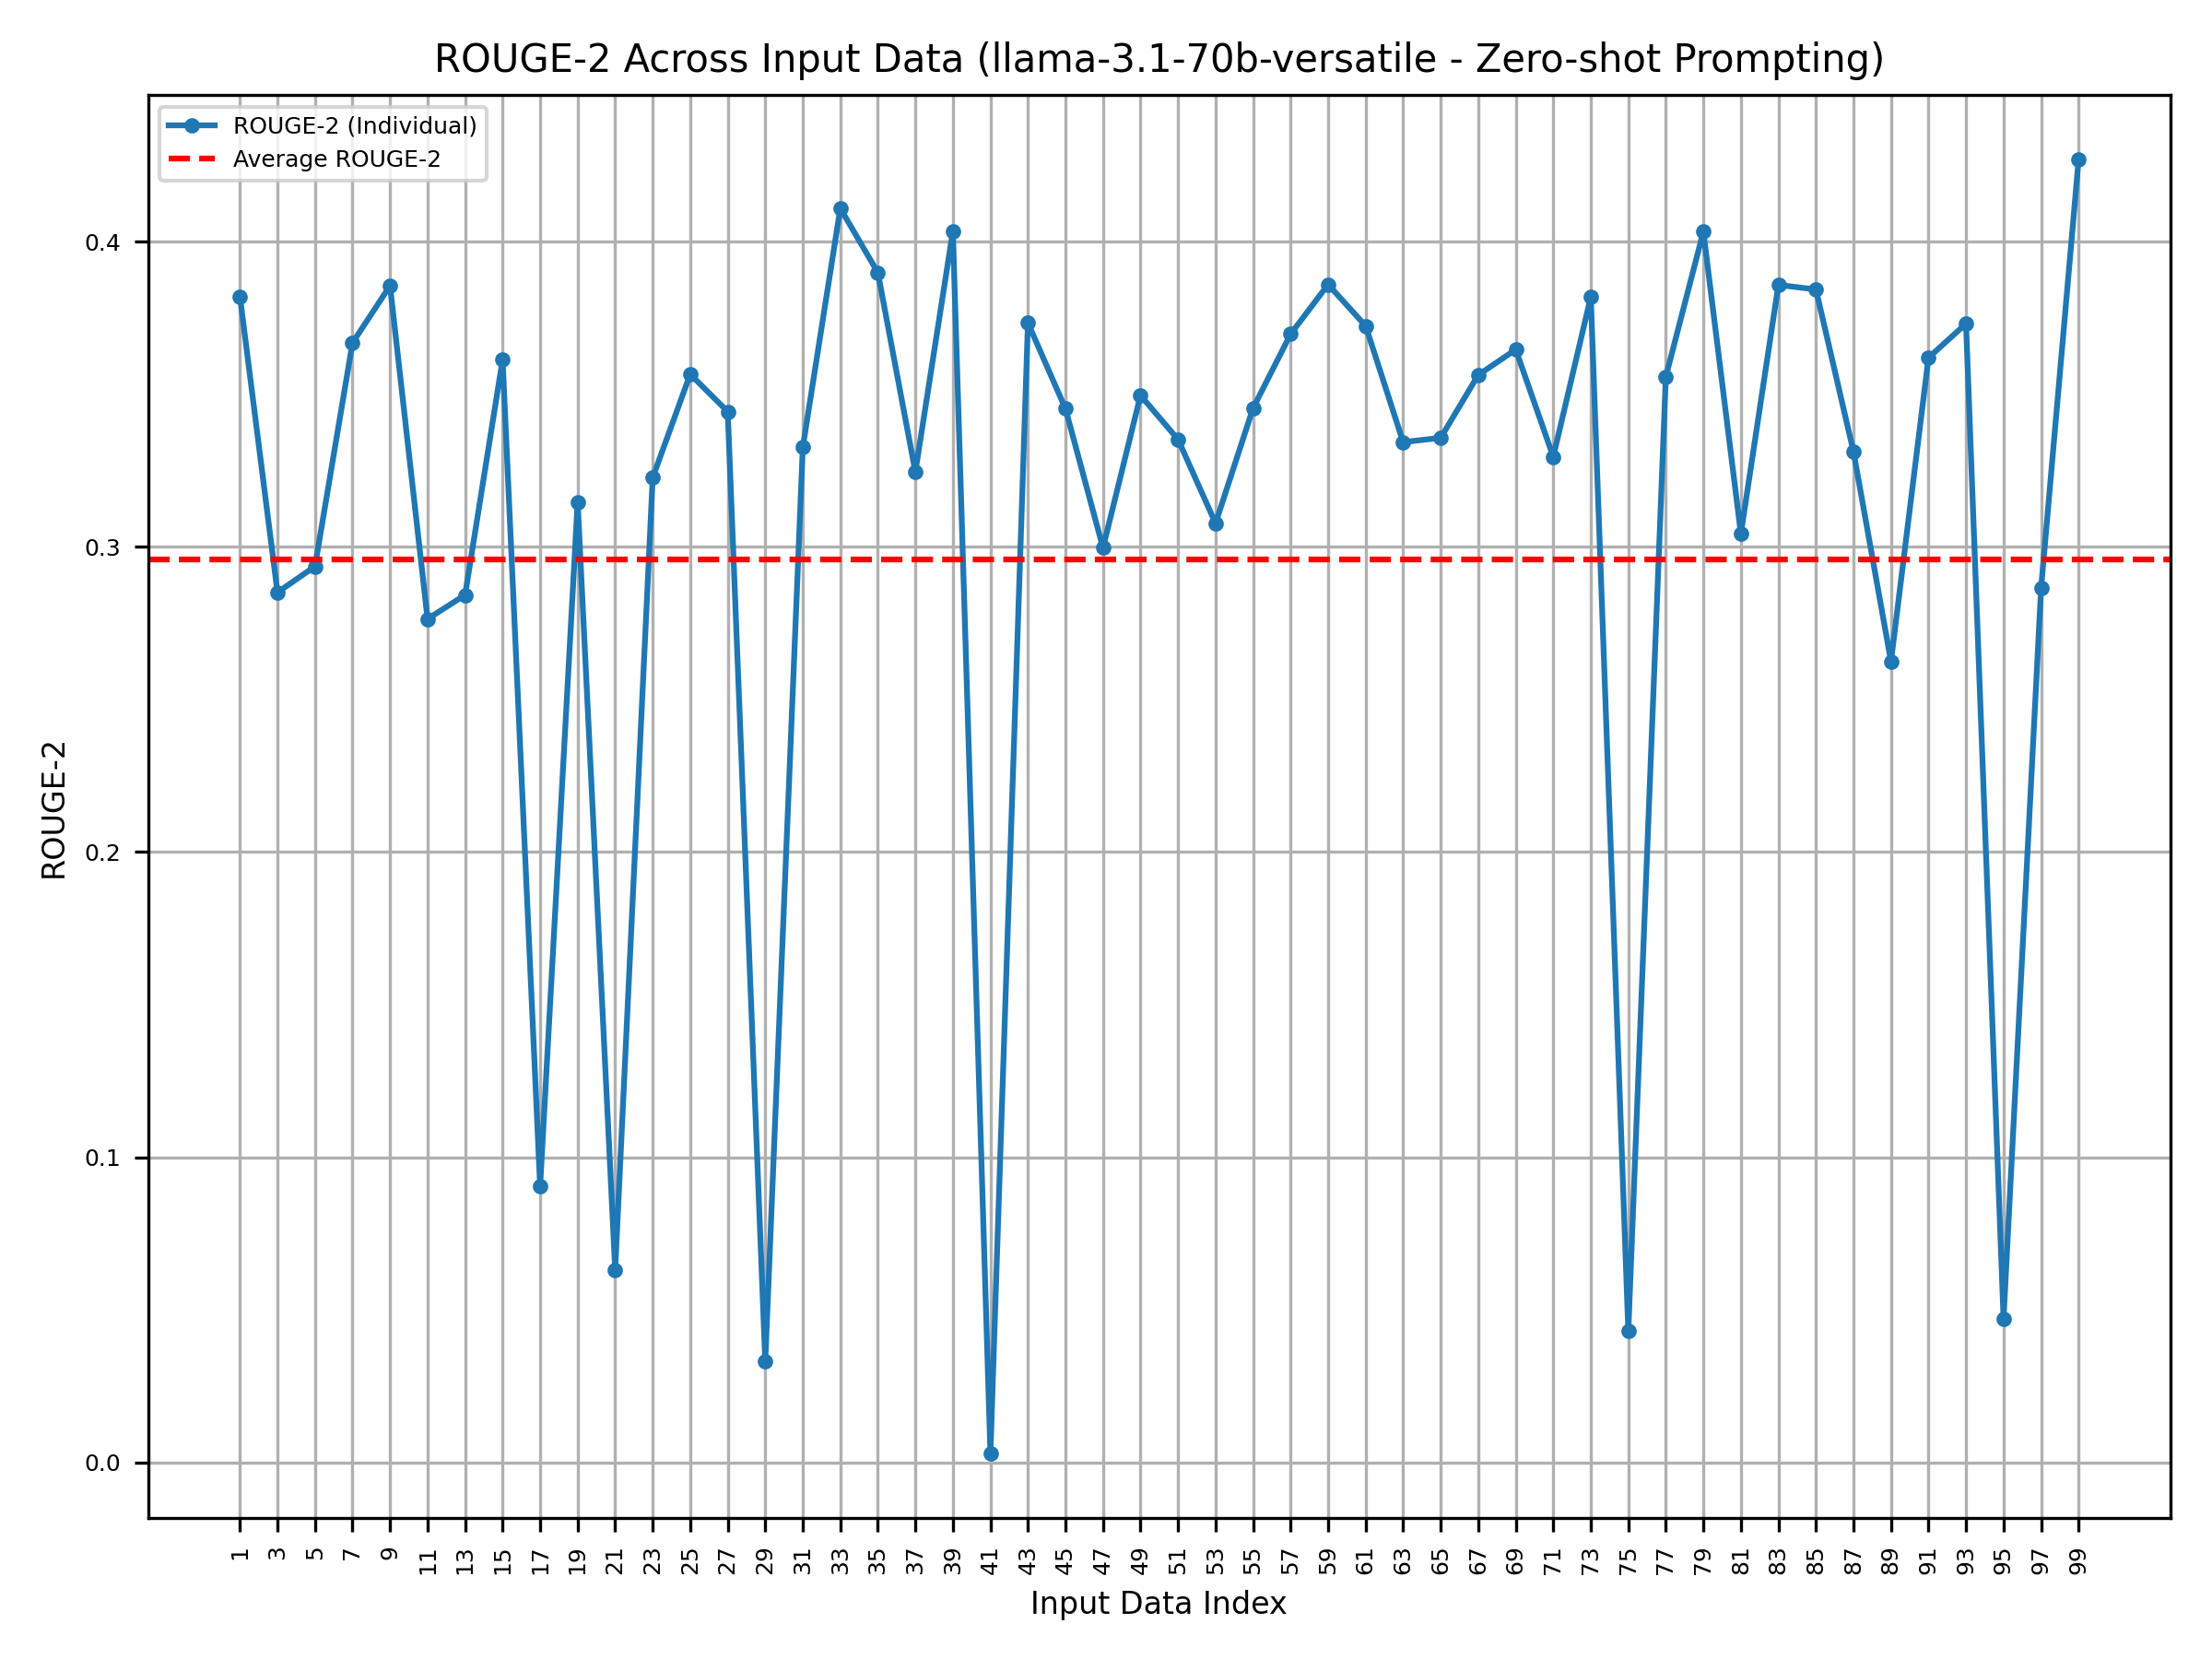 ROUGE-2 Across Input Data (llama-3.1-70b-versatile - Zero-shot Prompting)
ROUGE-2 (Individual)
Average ROUGE-2
ROUGE-2
0.4
0.3
0.2
0.1
0.0
1 3 5 7 9 11 13 15 17 19 21 23 25 27 29 31 33 35 37 39 41 43 45 47 49 51 53 55 57 59 61 63 65 67 69 71 73 75 77 79 81 83 85 87 89 91 93 95 97 99
Input Data Index